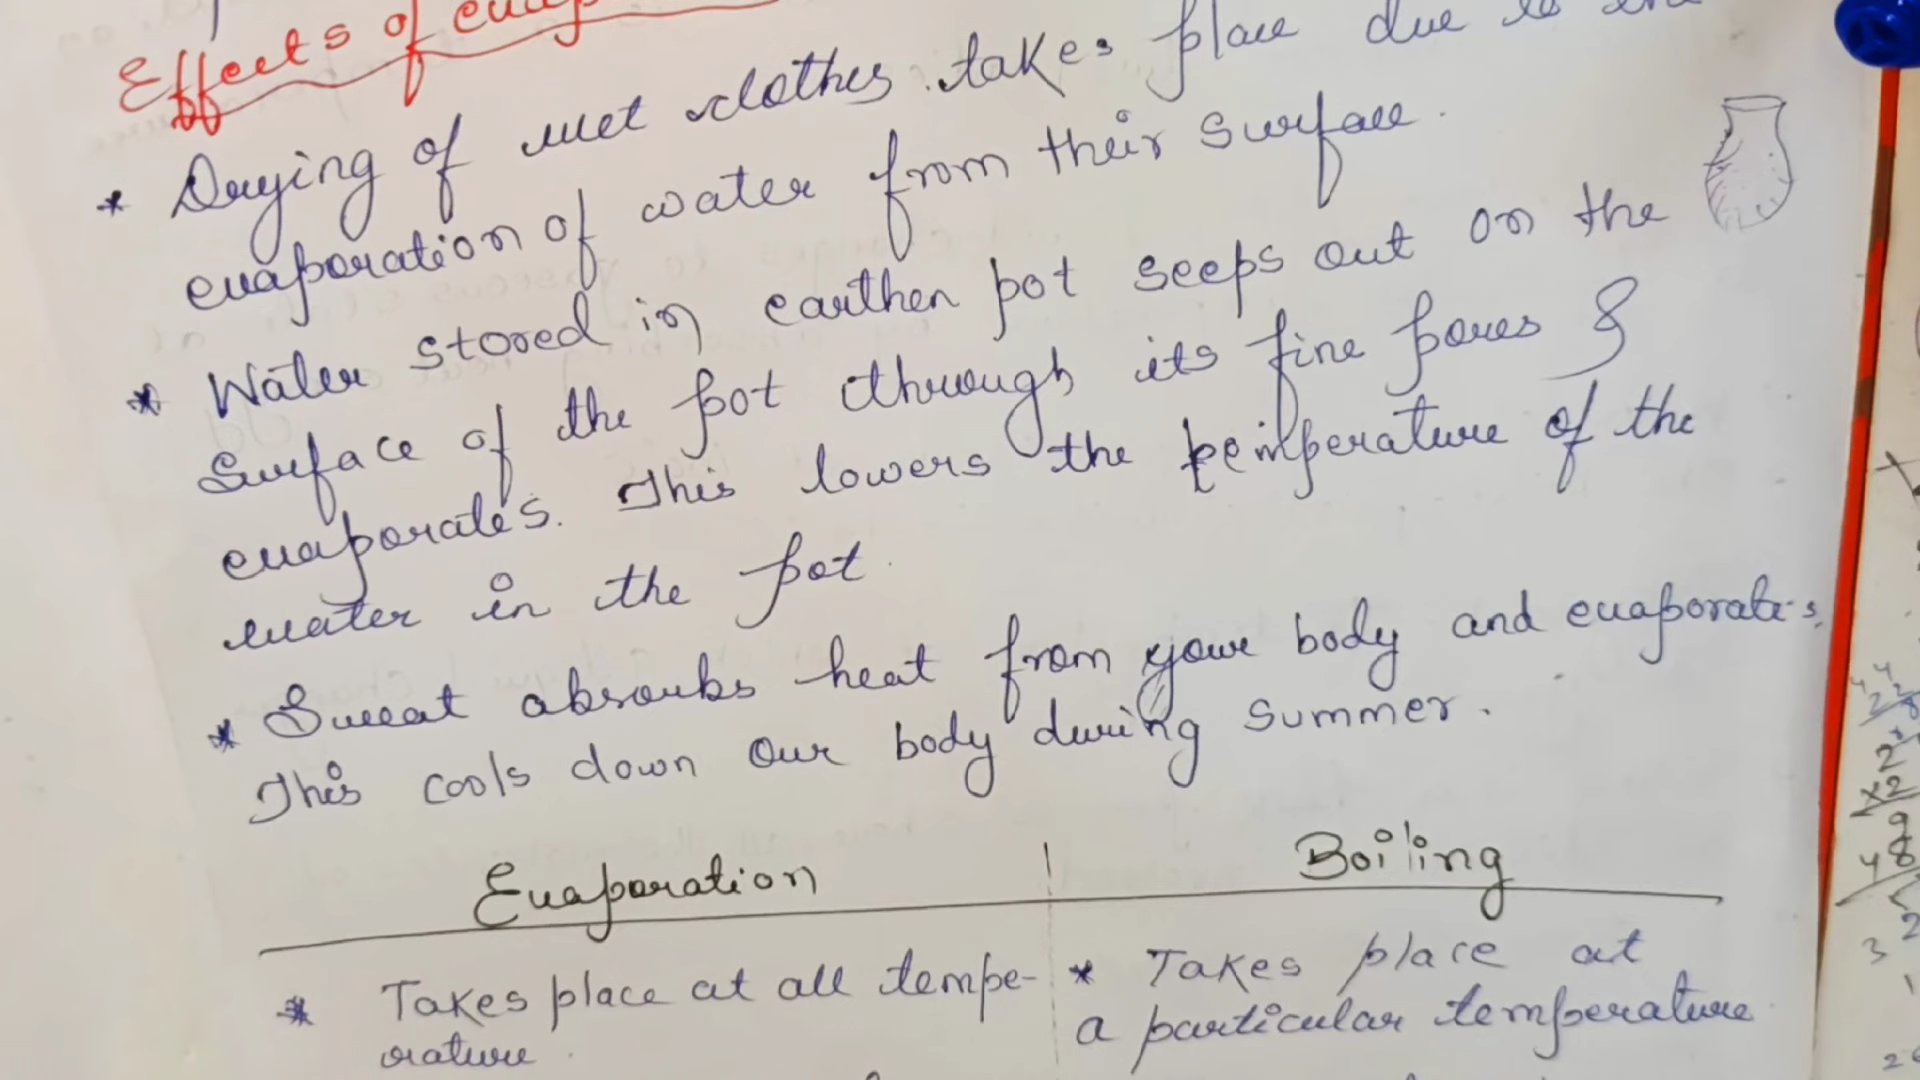 Effects of evap
* Drying of wet clothes takes place due to the
evaporation of water from their surface.
* Water stored in earthen pot seeps out on the
Surface of the pot through its fine pores &
evaporates. This lowers the temperature of the
water in the pot.
* Sweat absorbs heat from your body and evaporates.
This cools down our body during summer.
Evaporation | Boiling
* Takes place at all tempe- * Takes place at
rature. a particular temperature